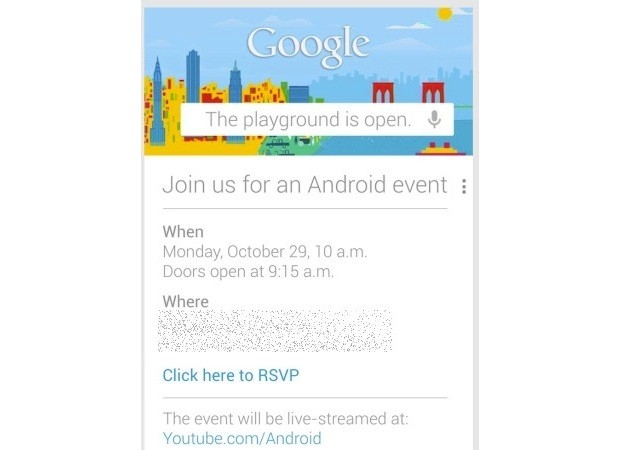 Google
The playground is open.
Join us for an Android event
When
Monday, October 29, 10 a.m.
Doors open at 9:15 a.m.
Where
Click here to RSVP
The event will be live-streamed at:
Youtube.com/Android